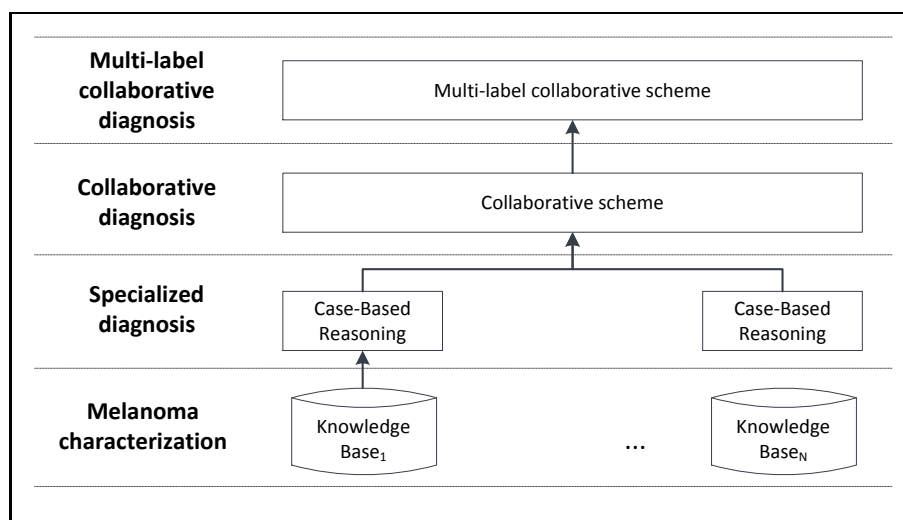 Multi-label
collaborative
diagnosis
Multi-label collaborative scheme
Collaborative
diagnosis
Collaborative scheme
Specialized
diagnosis
Case-Based
Reasoning
Case-Based
Reasoning
Melanoma
characterization
Knowledge
Base₁
...
Knowledge
Base_N